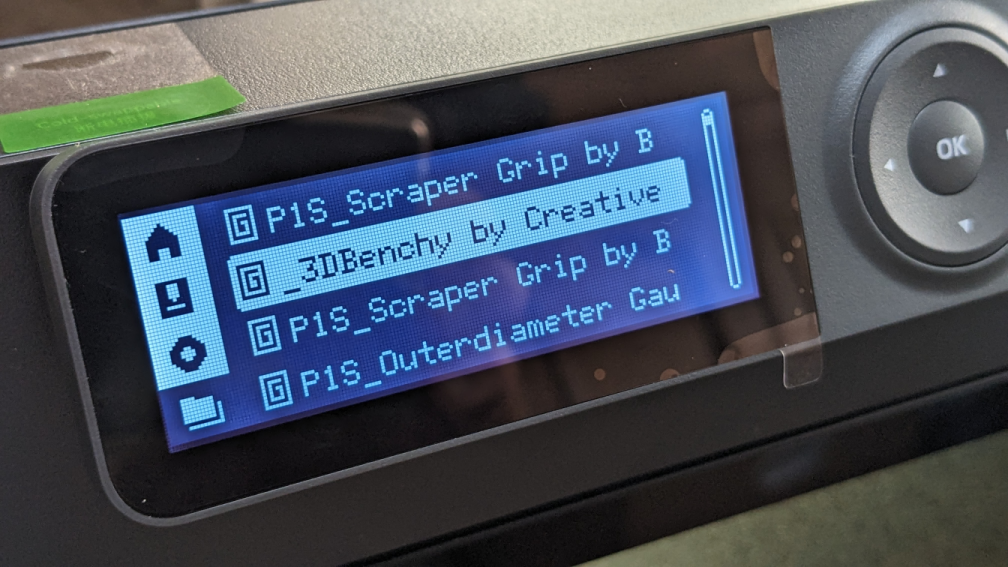 P1S_Scraper Grip by B
_3DBenchy by Creative
P1S_Scraper Grip by B
P1S_Outerdiameter Gau
OK